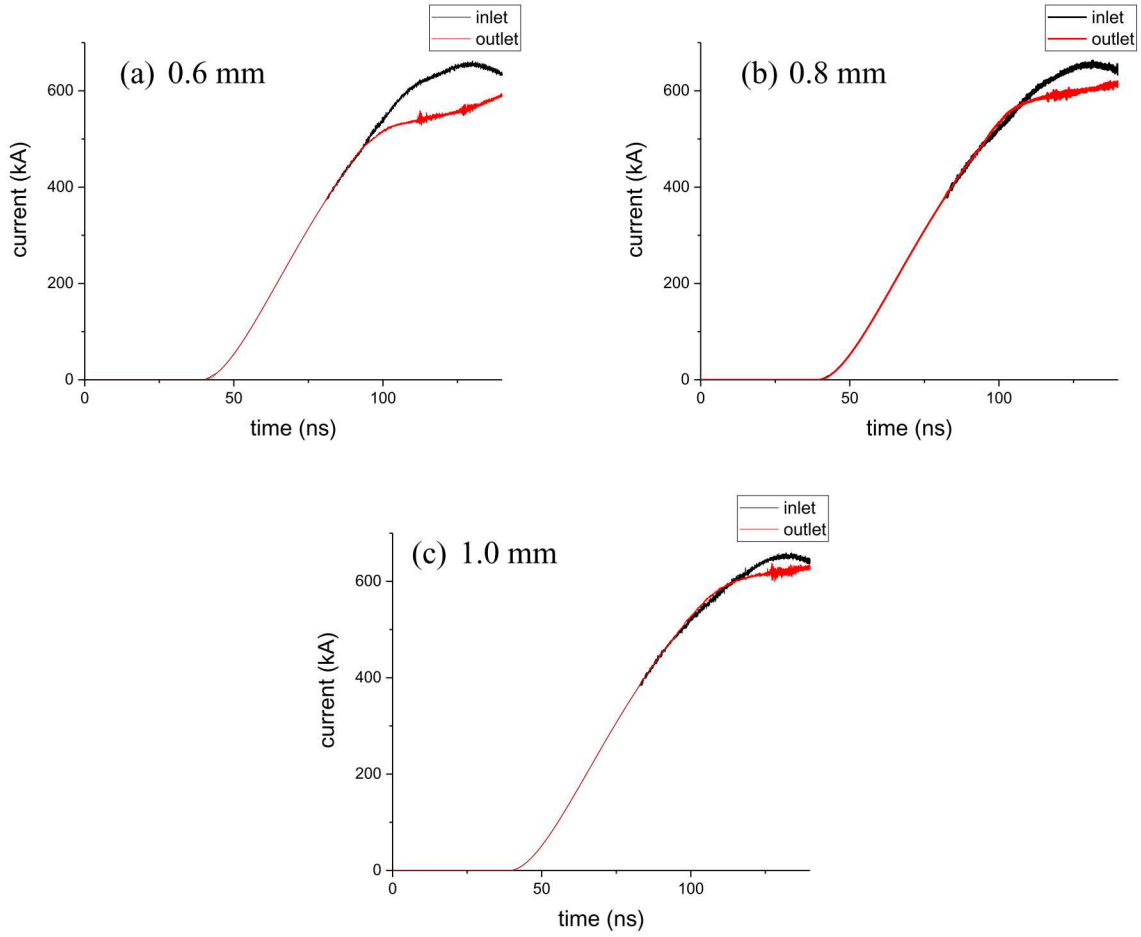 inlet
outlet
(a) 0.6 mm
600
400
200
0
current (kA)
0
50
100
time (ns)
inlet
outlet
(b) 0.8 mm
600
400
200
0
current (kA)
0
50
100
time (ns)
inlet
outlet
(c) 1.0 mm
600
400
200
0
current (kA)
0
50
100
time (ns)